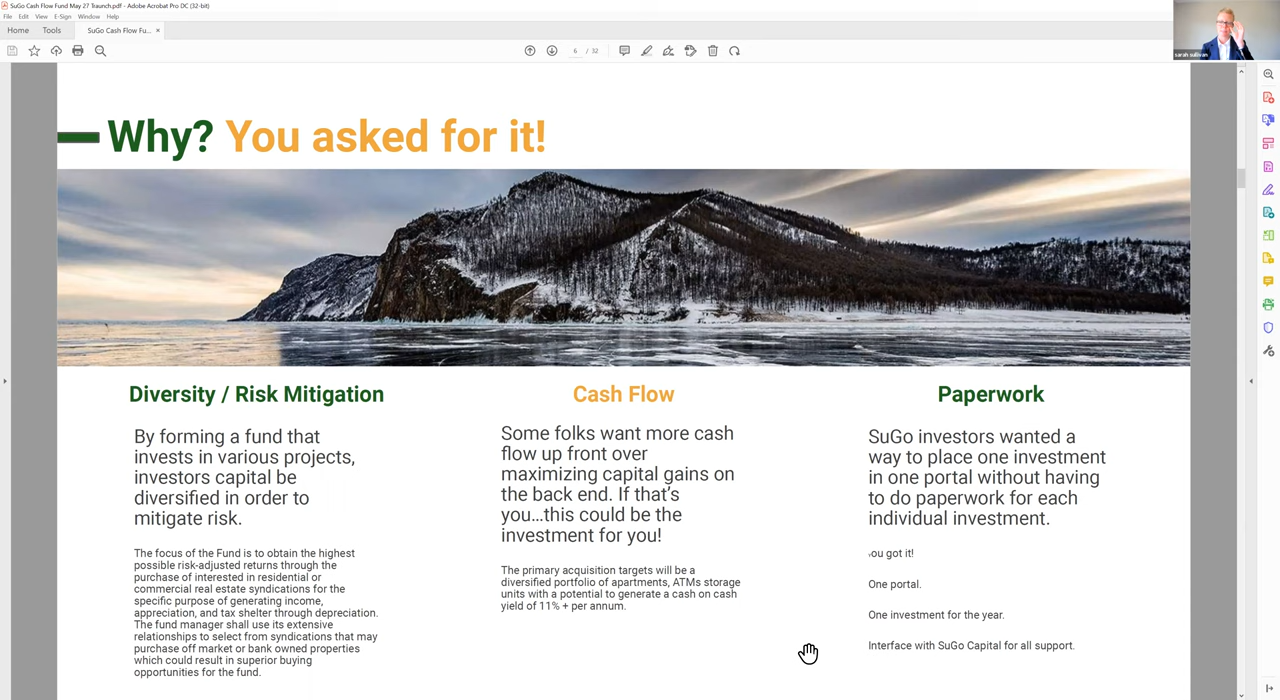 SuGo Cash Flow Fund May 27 Traunch.pdf - Adobe Acrobat Pro DC (32-bit)
File Edit View E-Sign Window Help
Home Tools SuGo Cash Flow Fu... ×
6 / 32
sarah sullivan
Why? You asked for it!
Diversity / Risk Mitigation
By forming a fund that
invests in various projects,
investors capital be
diversified in order to
mitigate risk.
The focus of the Fund is to obtain the highest
possible risk-adjusted returns through the
purchase of interested in residential or
commercial real estate syndications for the
specific purpose of generating income,
appreciation, and tax shelter through depreciation.
The fund manager shall use its extensive
relationships to select from syndications that may
purchase off market or bank owned properties
which could result in superior buying
opportunities for the fund.
Cash Flow
Some folks want more cash
flow up front over
maximizing capital gains on
the back end. If that's
you...this could be the
investment for you!
The primary acquisition targets will be a
diversified portfolio of apartments, ATMs storage
units with a potential to generate a cash on cash
yield of 11% + per annum.
Paperwork
SuGo investors wanted a
way to place one investment
in one portal without having
to do paperwork for each
individual investment.
You got it!
One portal.
One investment for the year.
Interface with SuGo Capital for all support.